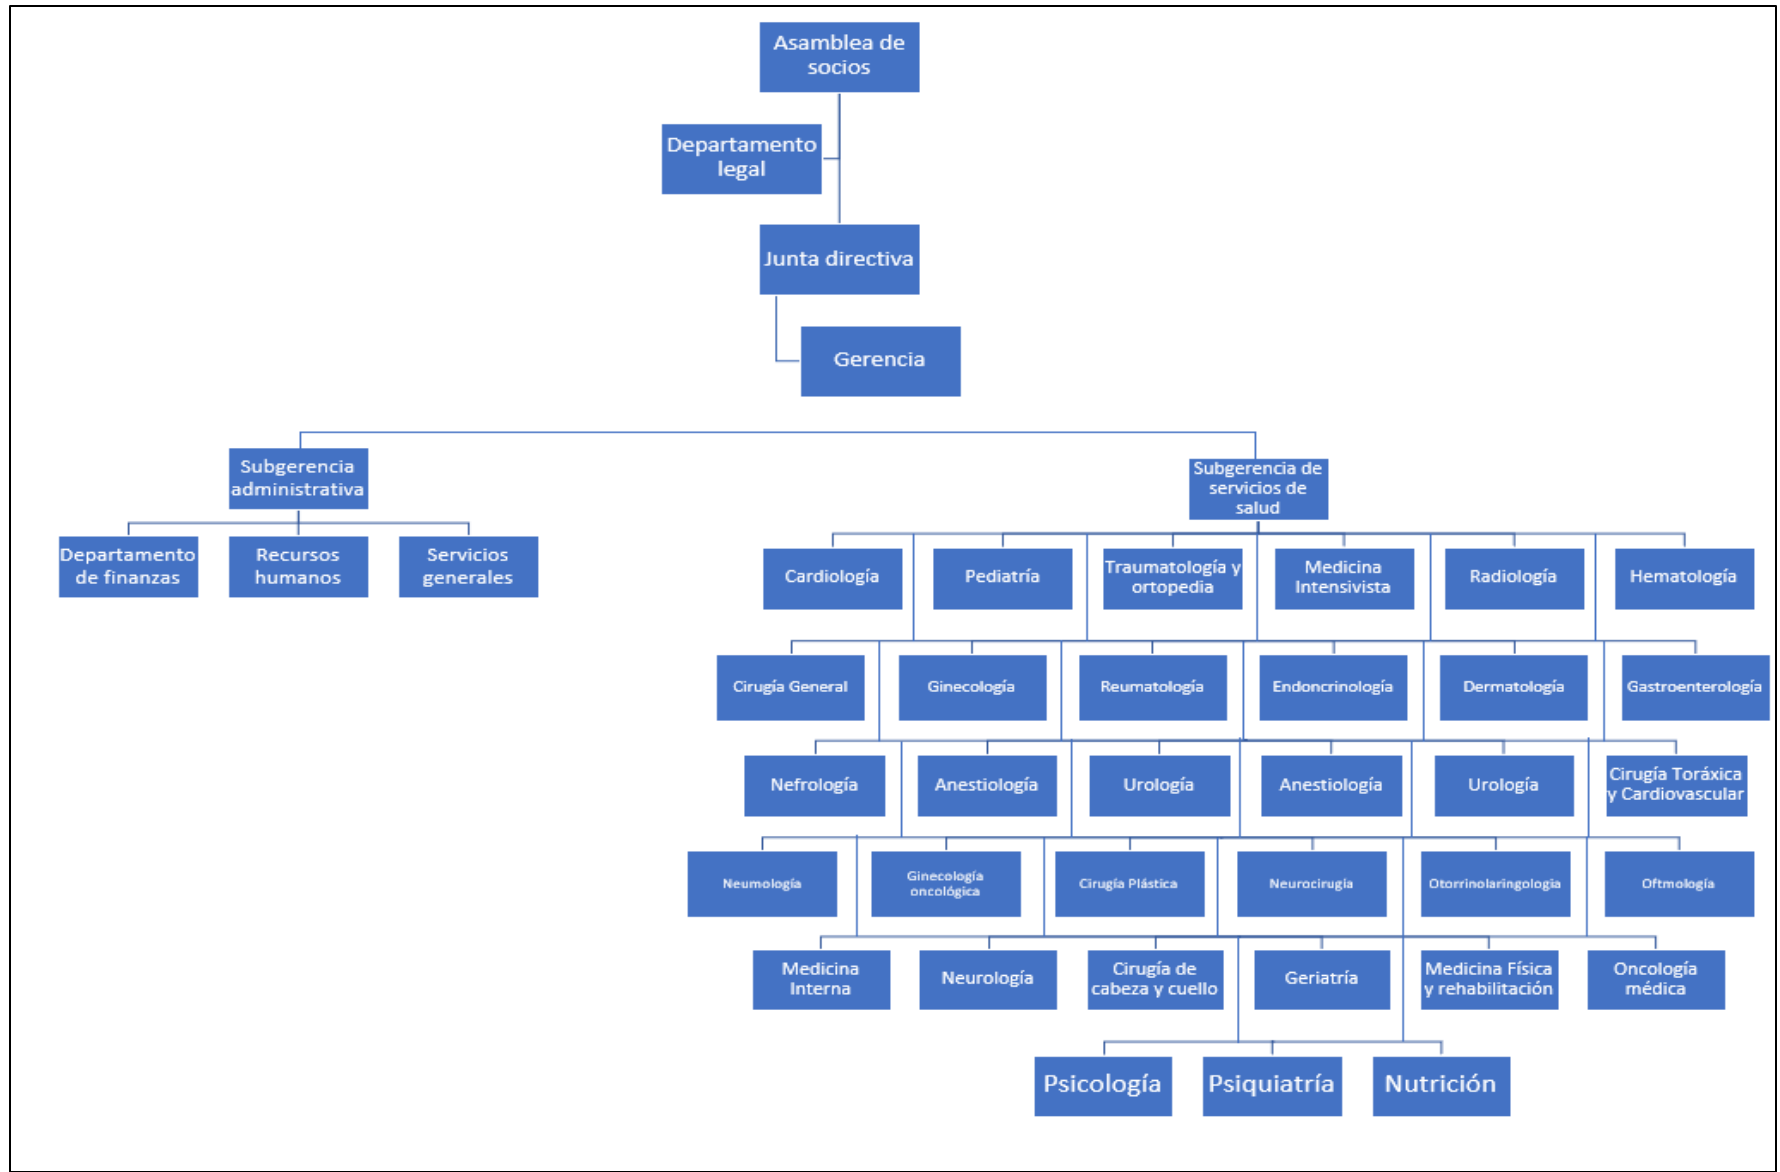 Asamblea de
socios
Departamento
legal
Junta directiva
Gerencia
Subgerencia
administrativa
Subgerencia de
servicios de
salud
Departamento
de finanzas
Recursos
humanos
Servicios
generales
Cardiología
Pediatría
Traumatología y
ortopedia
Medicina
Intensivista
Radiología
Hematología
Cirugía General
Ginecología
Reumatología
Endoncrinología
Dermatología
Gastroenterología
Nefrología
Anestiología
Urología
Anestiología
Urología
Cirugía Toráxica
y Cardiovascular
Neumología
Ginecología
oncológica
Cirugía Plástica
Neurocirugía
Otorrinolaringologia
Oftmología
Medicina
Interna
Neurología
Cirugía de
cabeza y cuello
Geriatría
Medicina Física
y rehabilitación
Oncología
médica
Psicología
Psiquiatría
Nutrición